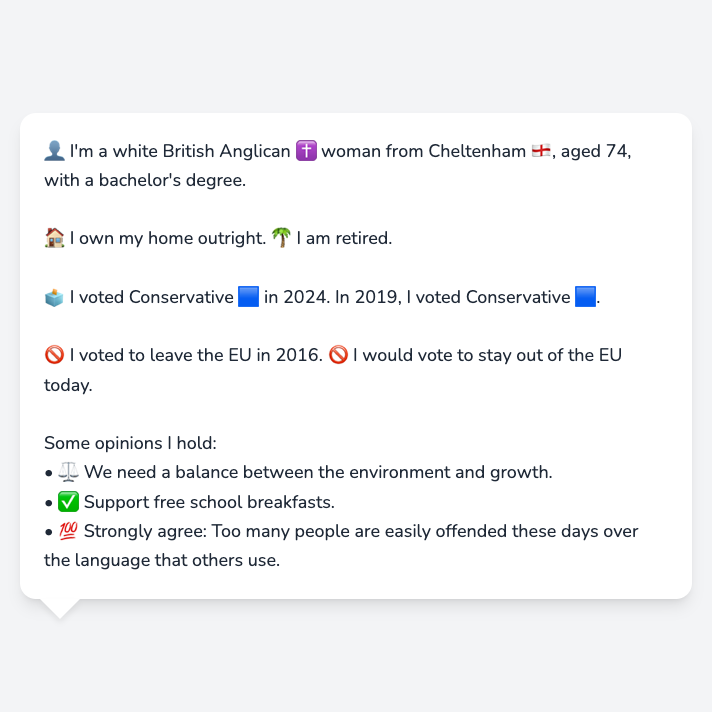 👤 I'm a white British Anglican ✝️ woman from Cheltenham 🏴󠁧󠁢󠁥󠁮󠁧󠁿, aged 74,
with a bachelor's degree.
🏠 I own my home outright. 🌴 I am retired.
🗳️ I voted Conservative 🟦 in 2024. In 2019, I voted Conservative 🟦.
🚫 I voted to leave the EU in 2016. 🚫 I would vote to stay out of the EU
today.
Some opinions I hold:
• ⚖️ We need a balance between the environment and growth.
• ✅ Support free school breakfasts.
• 💯 Strongly agree: Too many people are easily offended these days over
the language that others use.